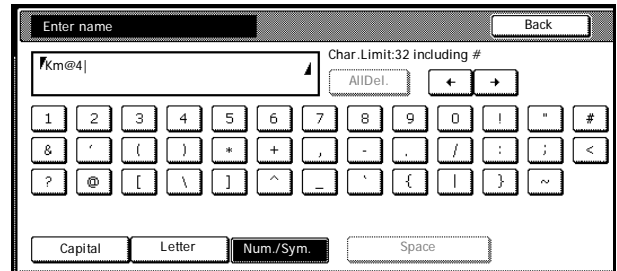 Enter name
Back
Km@4|
Char.Limit:32 including #
AllDel.
← →
1 2 3 4 5 6 7 8 9 0 ! " #
& ' ( ) * + , - . / : ; <
? @ [ \ ] ^ _ ` { | } ~
Capital Letter Num./Sym. Space